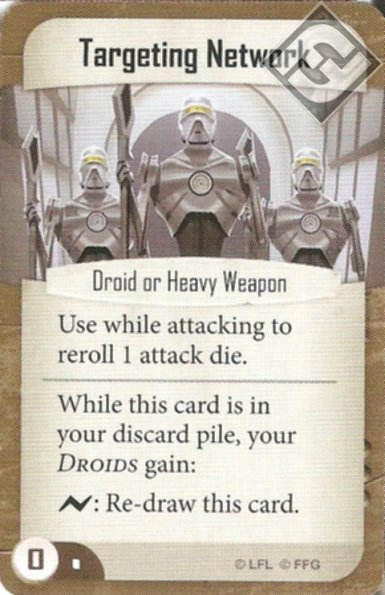 Targeting Network
Droid or Heavy Weapon
Use while attacking to
reroll 1 attack die.
While this card is in
your discard pile, your
DROIDS gain:
: Re-draw this card.
0
© LFL © FFG